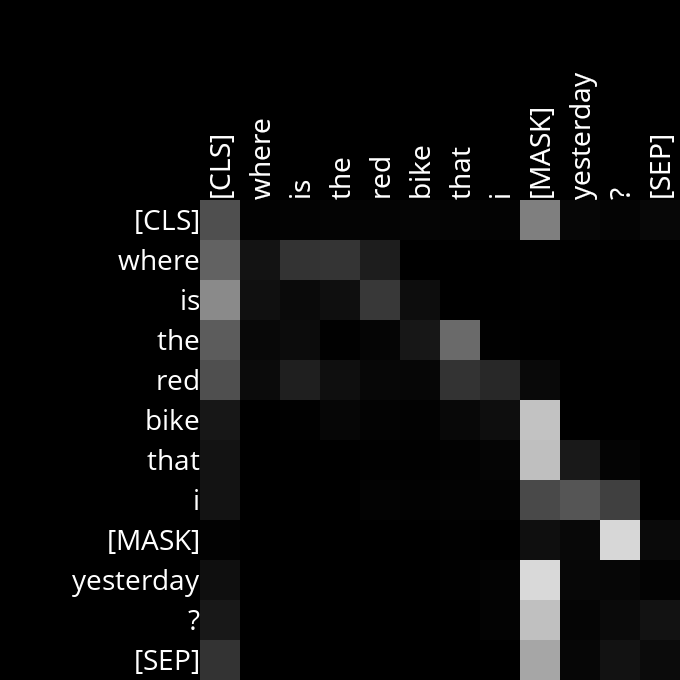 [CLS] where is the red bike that i [MASK] yesterday ? [SEP]
[CLS]
where
is
the
red
bike
that
i
[MASK]
yesterday
?
[SEP]